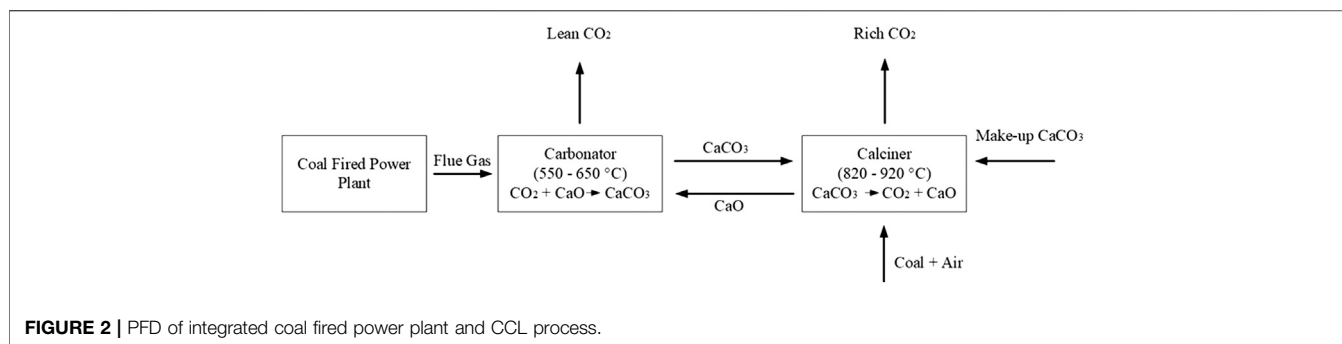 Lean CO₂
Rich CO₂
Coal Fired Power
Plant
Flue Gas
Carbonator
(550 - 650 °C)
CO₂ + CaO → CaCO₃
CaCO₃
CaO
Calciner
(820 - 920 °C)
CaCO₃ → CO₂ + CaO
Make-up CaCO₃
Coal + Air
FIGURE 2 | PFD of integrated coal fired power plant and CCL process.